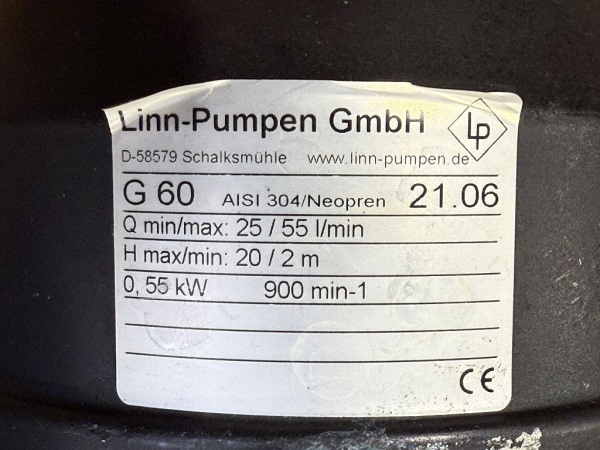 Linn-Pumpen GmbH LP
D-58579 Schalksmühle www.linn-pumpen.de
G 60 AISI 304/Neopren 21.06
Q min/max: 25 / 55 l/min
H max/min: 20 / 2 m
0, 55 kW 900 min-1
CE